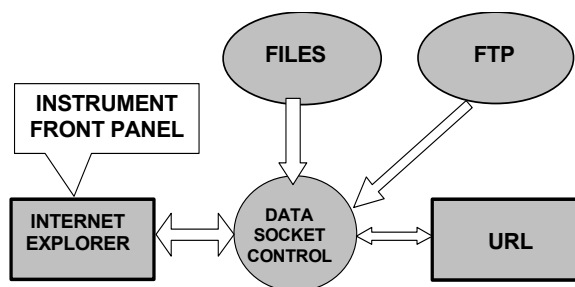 FILES
FTP
INSTRUMENT
FRONT PANEL
INTERNET
EXPLORER
DATA
SOCKET
CONTROL
URL